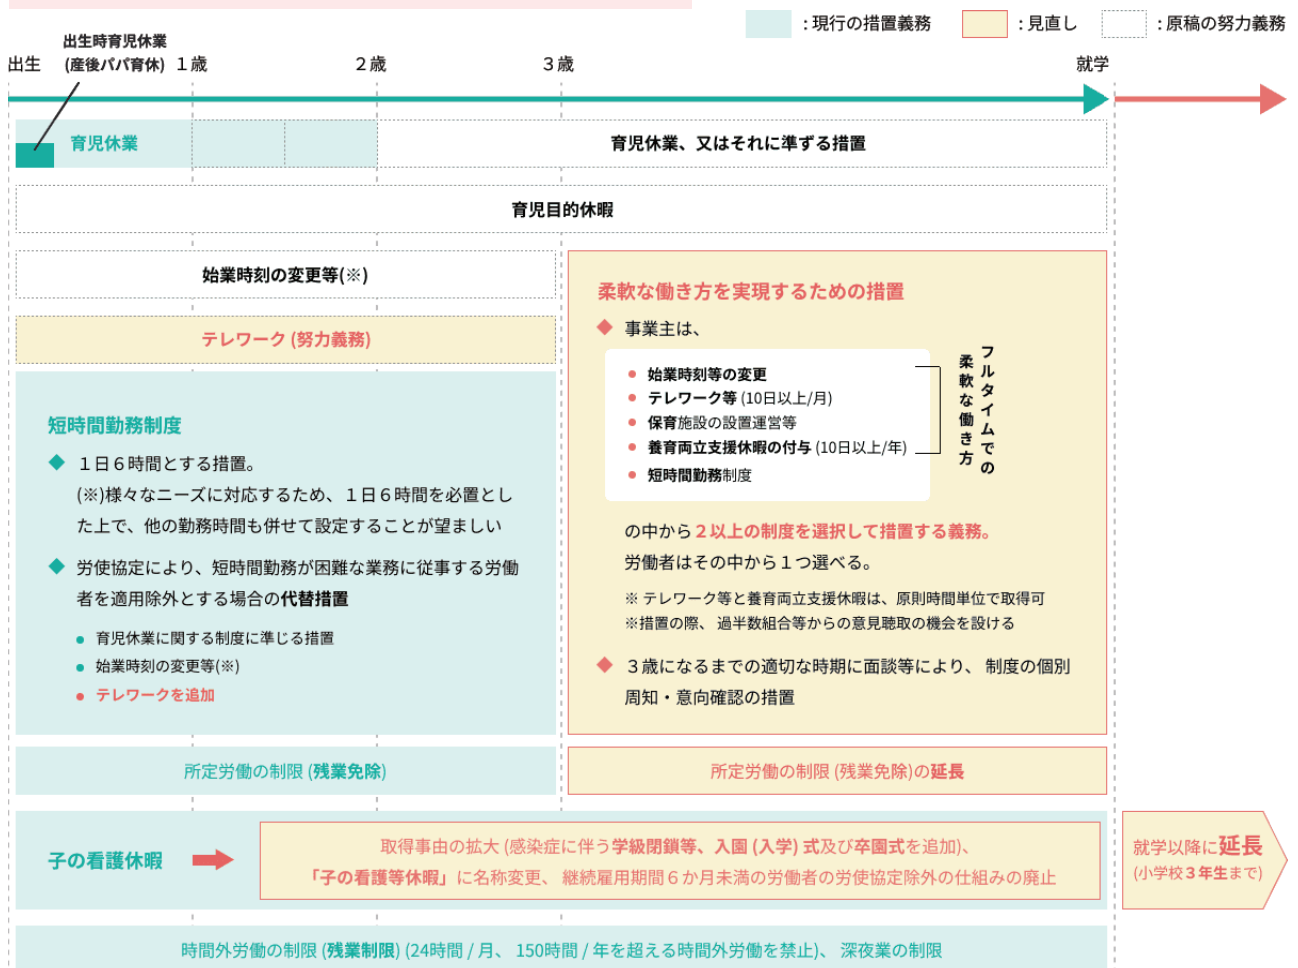 ：現行の措置義務
：見直し
：原稿の努力義務
出生時育児休業
(産後パパ育休)
出生
１歳
２歳
３歳
就学
育児休業
育児休業、又はそれに準ずる措置
育児目的休暇
始業時刻の変更等(※)
テレワーク (努力義務)
短時間勤務制度
１日６時間とする措置。
(※)様々なニーズに対応するため、１日６時間を必置とし
た上で、他の勤務時間も併せて設定することが望ましい
労使協定により、短時間勤務が困難な業務に従事する労働
者を適用除外とする場合の代替措置
育児休業に関する制度に準じる措置
始業時刻の変更等(※)
テレワークを追加
柔軟な働き方を実現するための措置
事業主は、
始業時刻等の変更
テレワーク等 (10日以上/月)
保育施設の設置運営等
養育両立支援休暇の付与 (10日以上/年)
短時間勤務制度
フルタイムでの
柔軟な働き方
の中から２以上の制度を選択して措置する義務。
労働者はその中から１つ選べる。
※ テレワーク等と養育両立支援休暇は、原則時間単位で取得可
※措置の際、 過半数組合等からの意見聴取の機会を設ける
３歳になるまでの適切な時期に面談等により、 制度の個別
周知・意向確認の措置
所定労働の制限 (残業免除)
所定労働の制限 (残業免除)の延長
子の看護休暇
取得事由の拡大 (感染症に伴う学級閉鎖等、入園 (入学) 式及び卒園式を追加)、
「子の看護等休暇」に名称変更、 継続雇用期間６か月未満の労働者の労使協定除外の仕組みの廃止
就学以降に延長
(小学校３年生まで)
時間外労働の制限 (残業制限) (24時間 / 月、 150時間 / 年を超える時間外労働を禁止)、 深夜業の制限